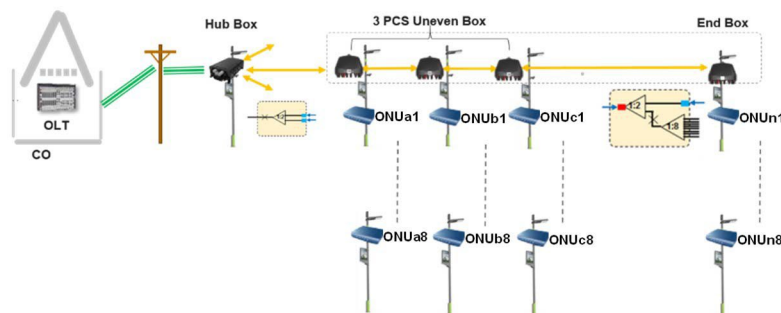 3 PCS Uneven Box
Hub Box
End Box
OLT
CO
ONUa1
ONUb1
ONUc1
ONUn1
1:2
1:8
ONUa8
ONUb8
ONUc8
ONUn8